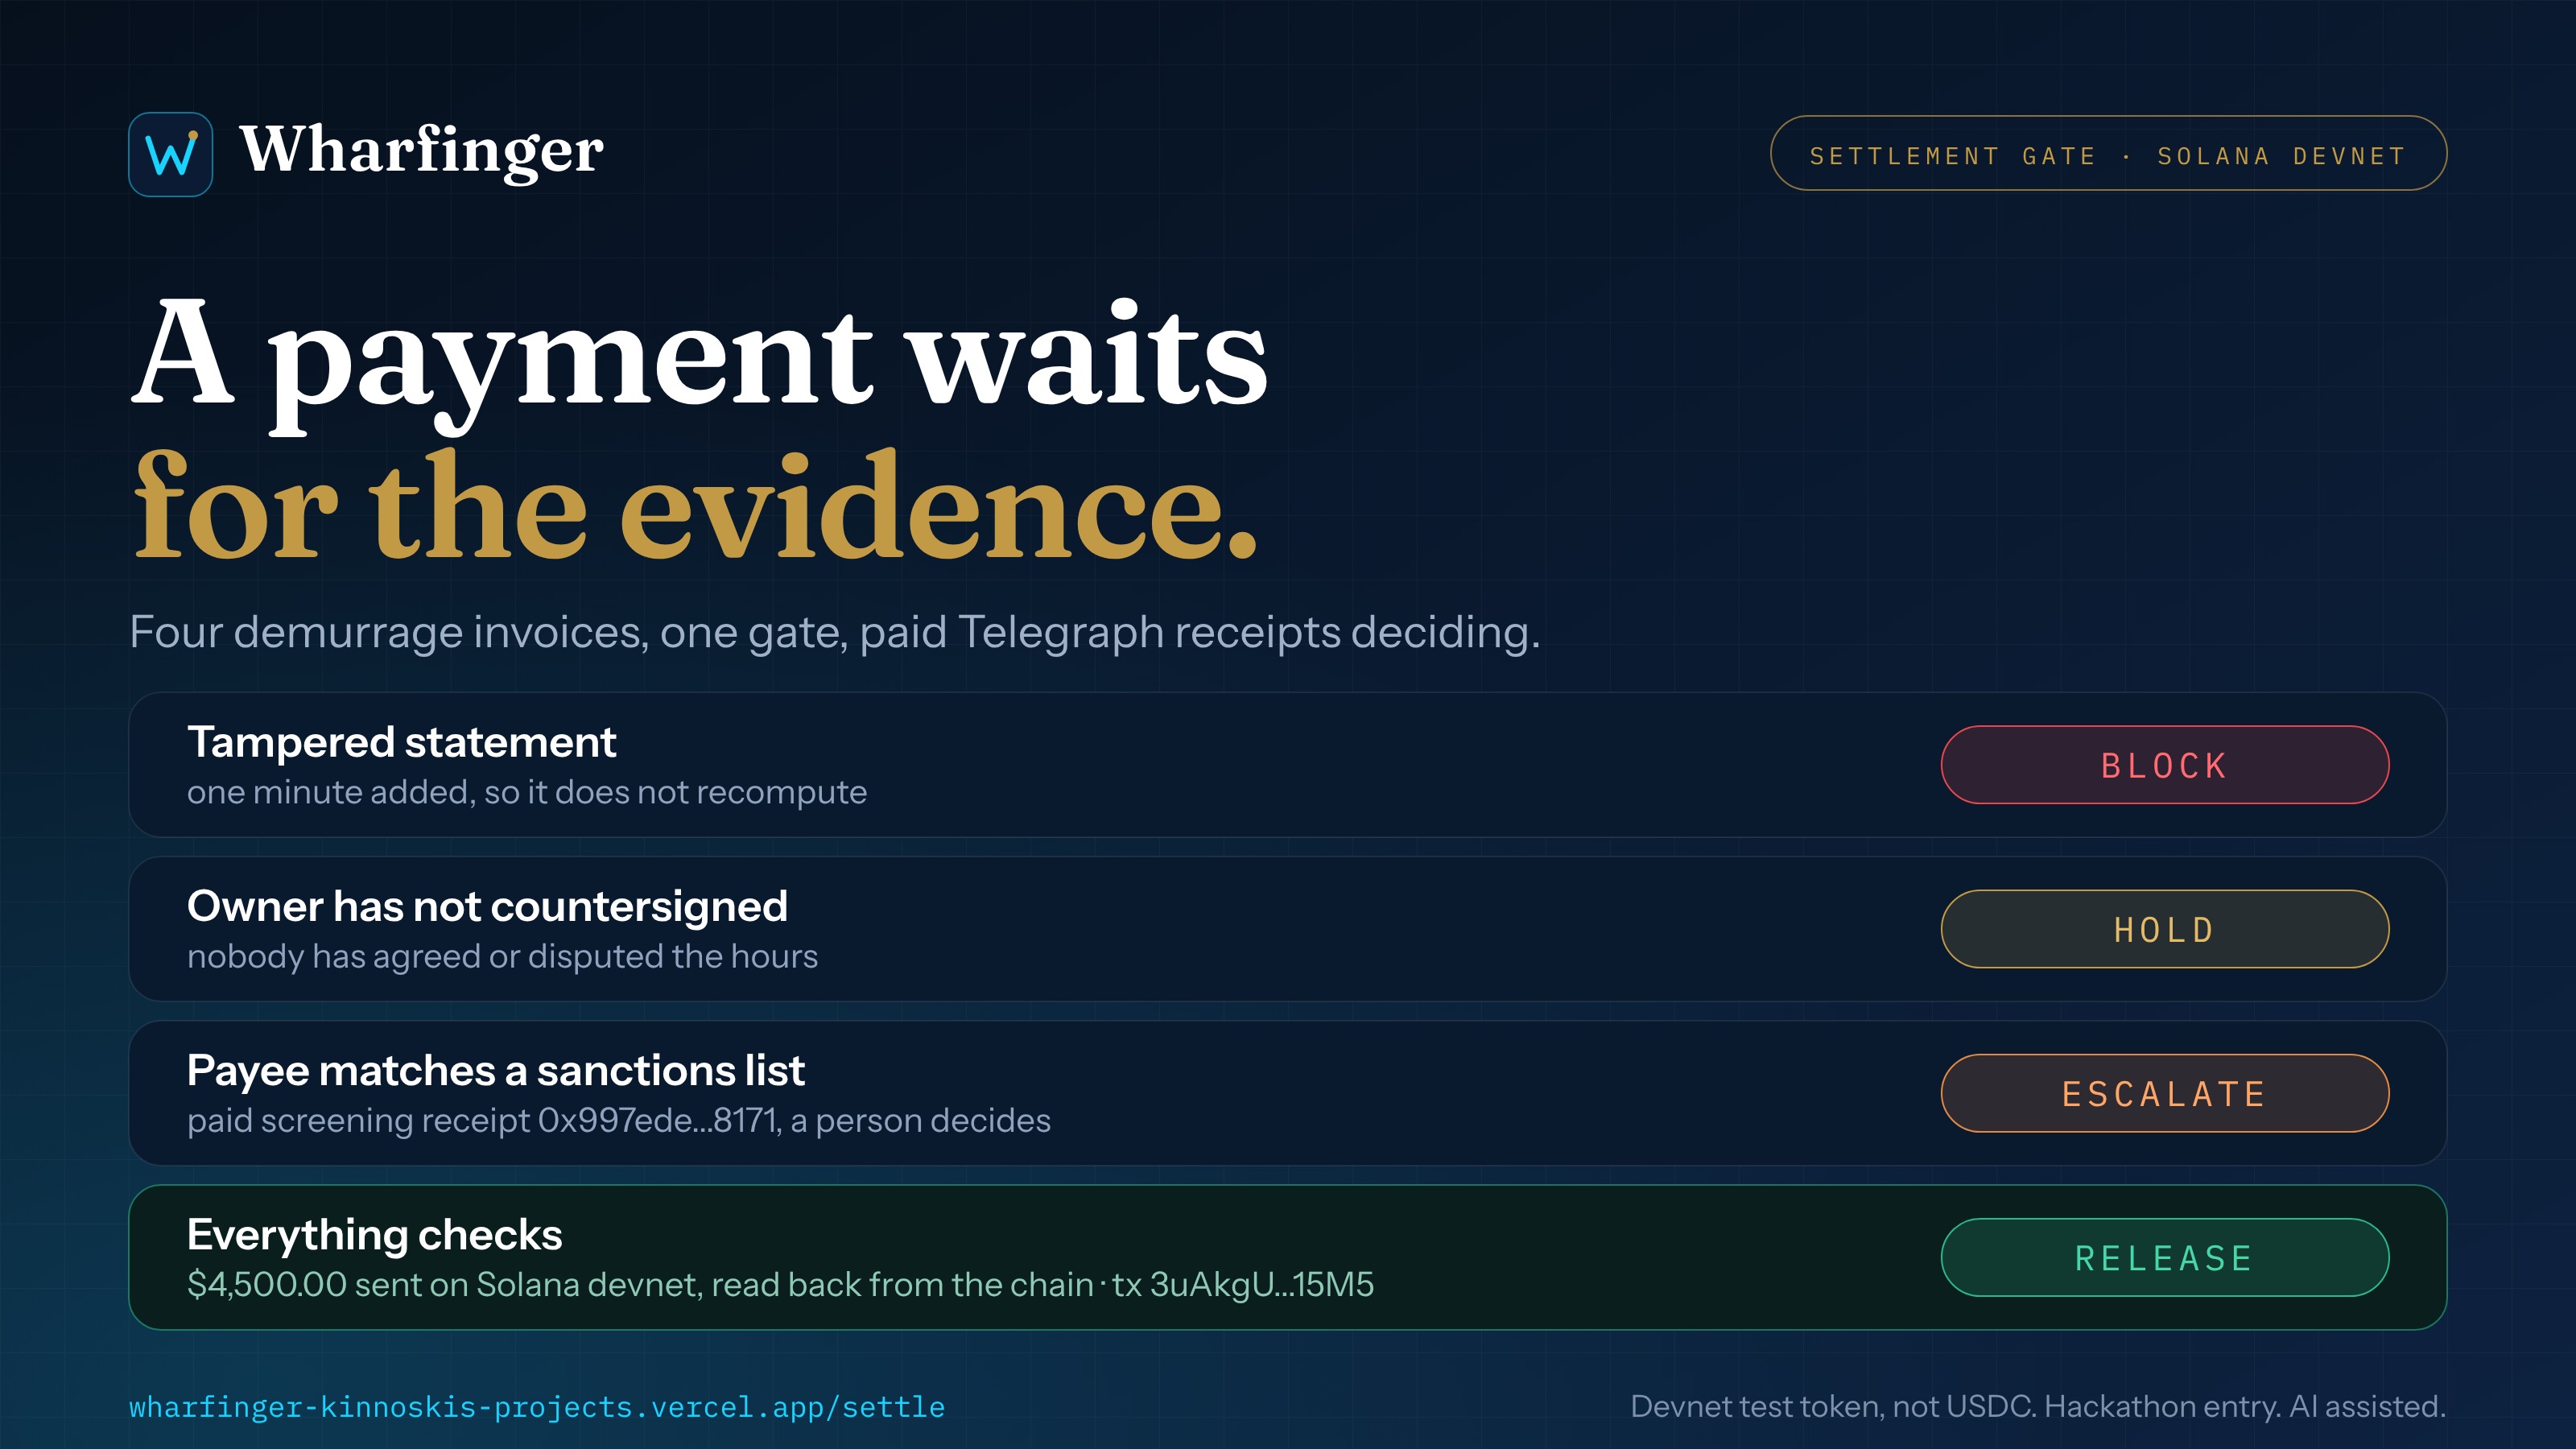 W
Wharfinger
SETTLEMENT GATE · SOLANA DEVNET
A payment waits
for the evidence.
Four demurrage invoices, one gate, paid Telegraph receipts deciding.
Tampered statement
one minute added, so it does not recompute
BLOCK
Owner has not countersigned
nobody has agreed or disputed the hours
HOLD
Payee matches a sanctions list
paid screening receipt 0x997ede...8171, a person decides
ESCALATE
Everything checks
$4,500.00 sent on Solana devnet, read back from the chain · tx 3uAkgU...15M5
RELEASE
wharfinger-kinnoskis-projects.vercel.app/settle
Devnet test token, not USDC. Hackathon entry. AI assisted.